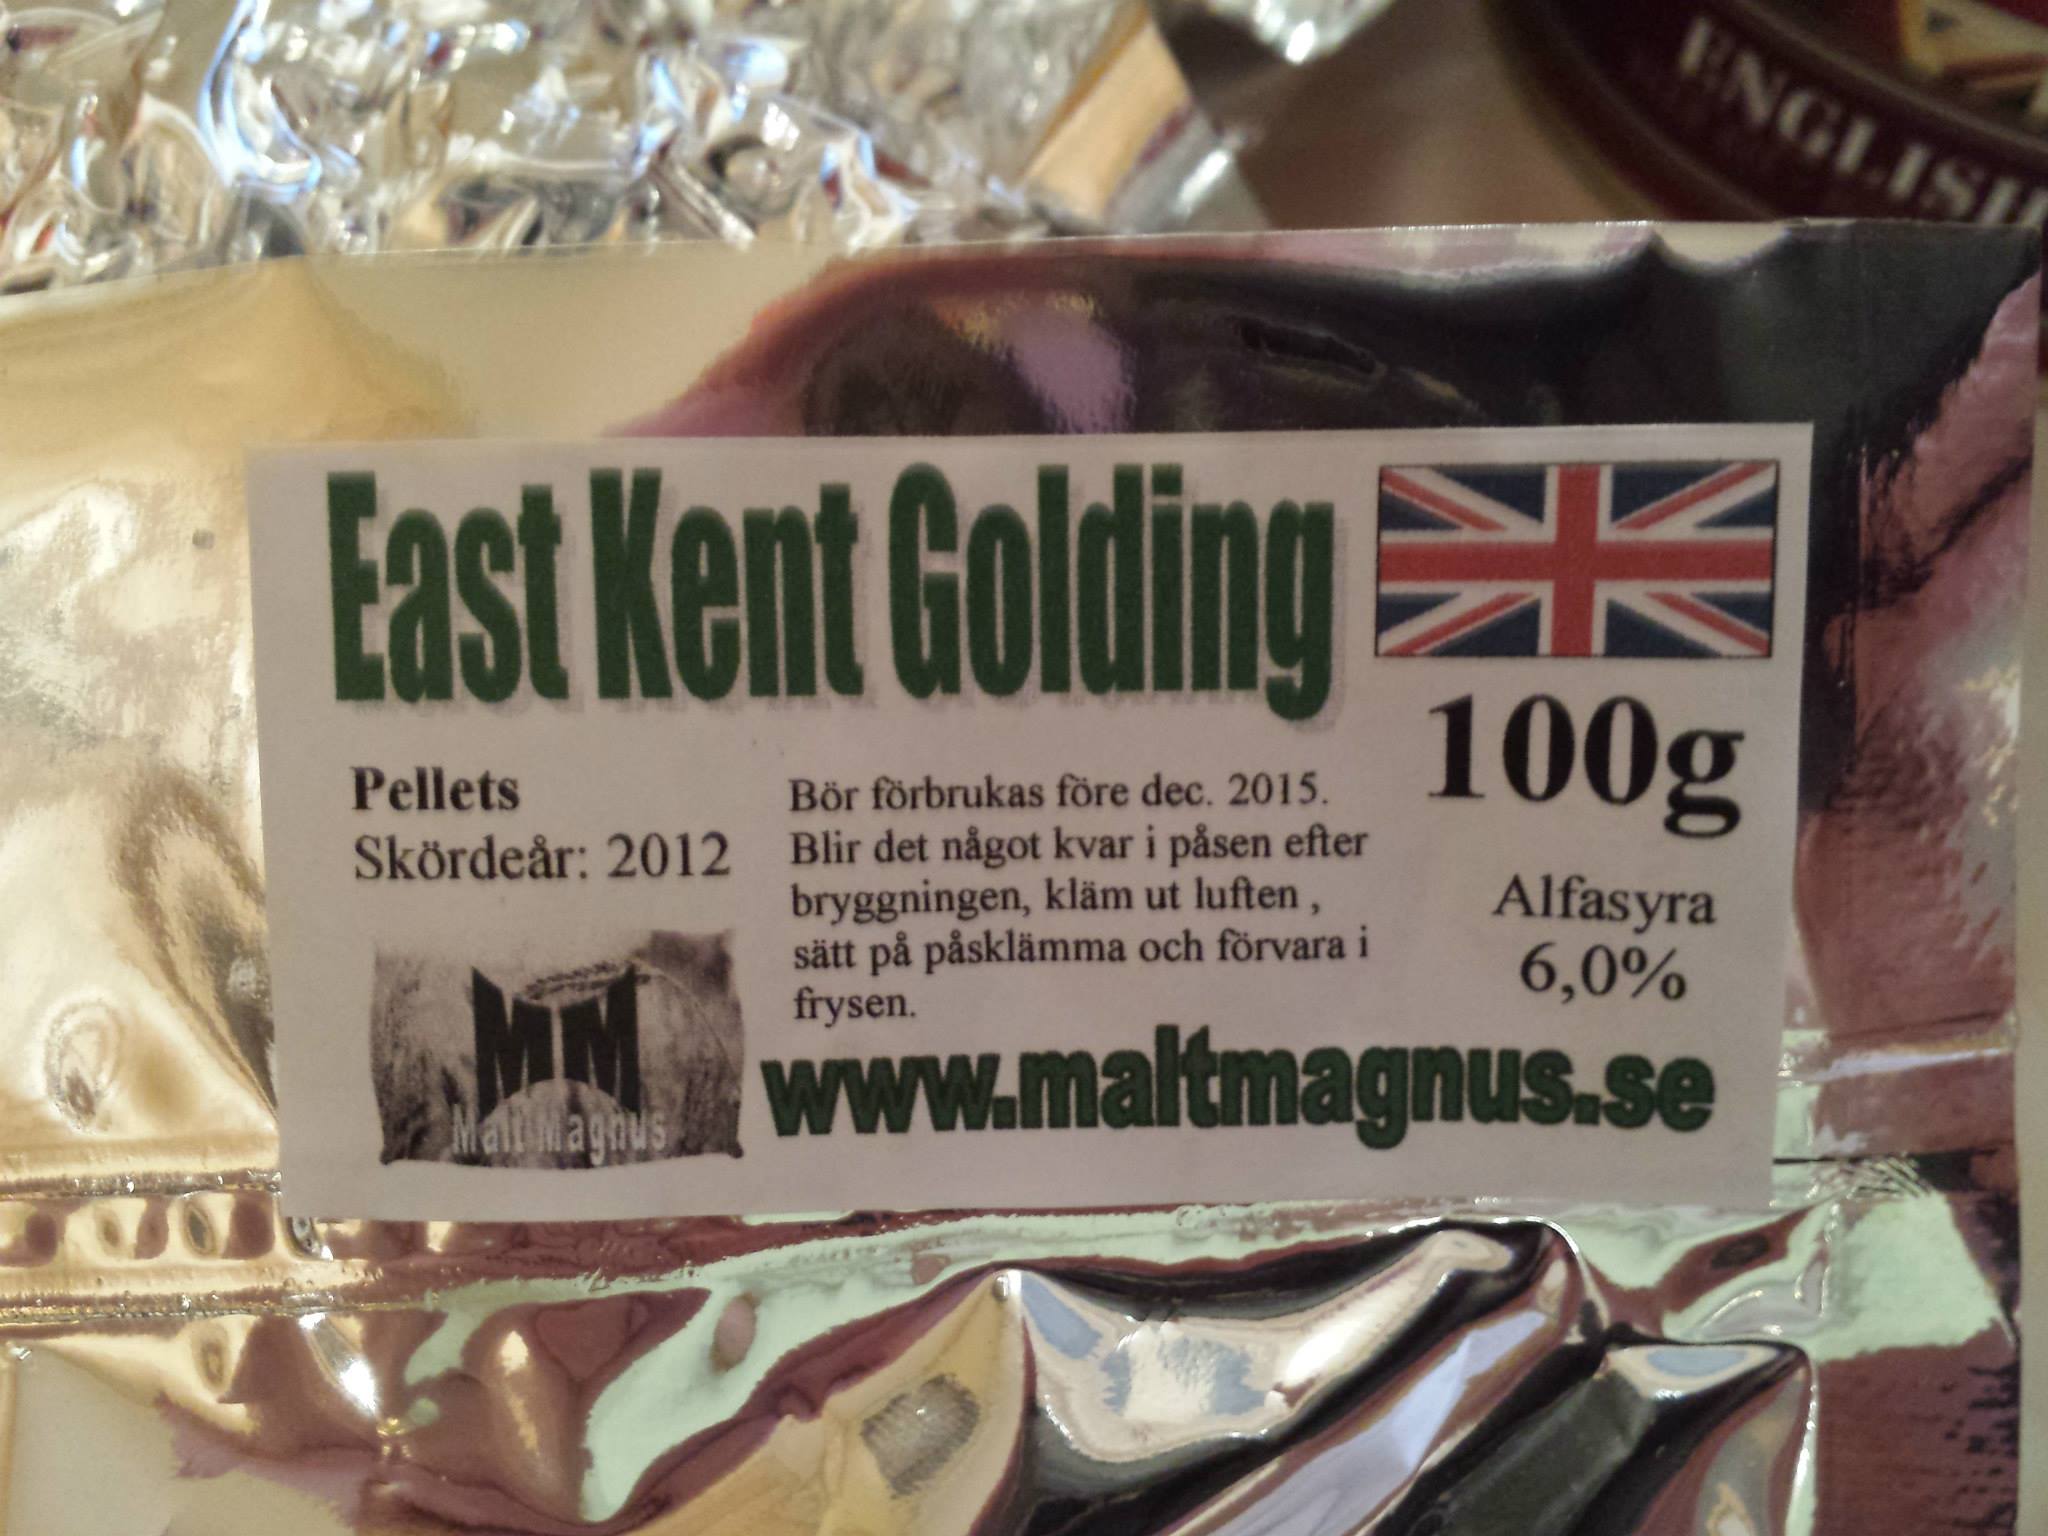 ENGLISH
East Kent Golding
100g
Pellets
Skördeår: 2012
Bör förbrukas före dec. 2015.
Blir det något kvar i påsen efter
bryggningen, kläm ut luften ,
sätt på påsklämma och förvara i
frysen.
Alfasyra
6,0%
MM
Malt Magnus
www.maltmagnus.se